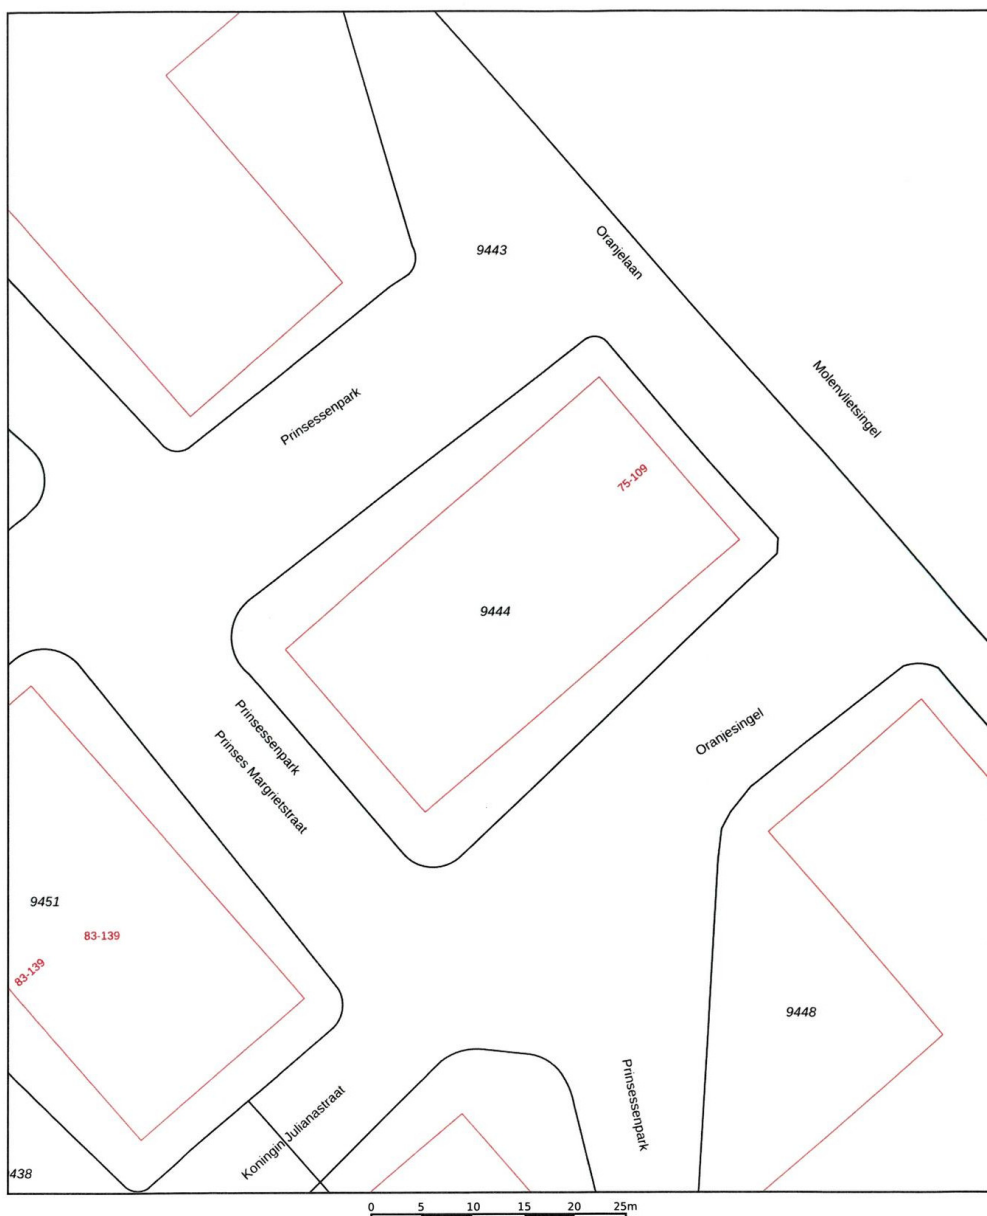 9443
Oranjelaan
Molenvlietsingel
Prinsessenpark
75-109
9444
Prinsessenpark
Prinses Margrietstraat
Oranjesingel
9451
83-139
83-139
9448
Prinsessenpark
Koningin Julianastraat
438
0 5 10 15 20 25m